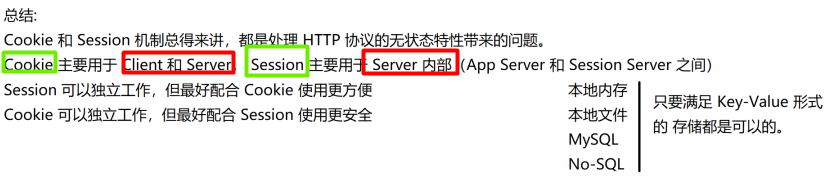 总结:
Cookie 和 Session 机制总得来讲，都是处理 HTTP 协议的无状态特性带来的问题。
Cookie 主要用于 Client 和 Server, Session 主要用于 Server 内部（App Server 和 Session Server 之间）
Session 可以独立工作，但最好配合 Cookie 使用更方便
Cookie 可以独立工作，但最好配合 Session 使用更安全
本地内存
本地文件
MySQL
No-SQL
只要满足 Key-Value 形式
的 存储都是可以的。